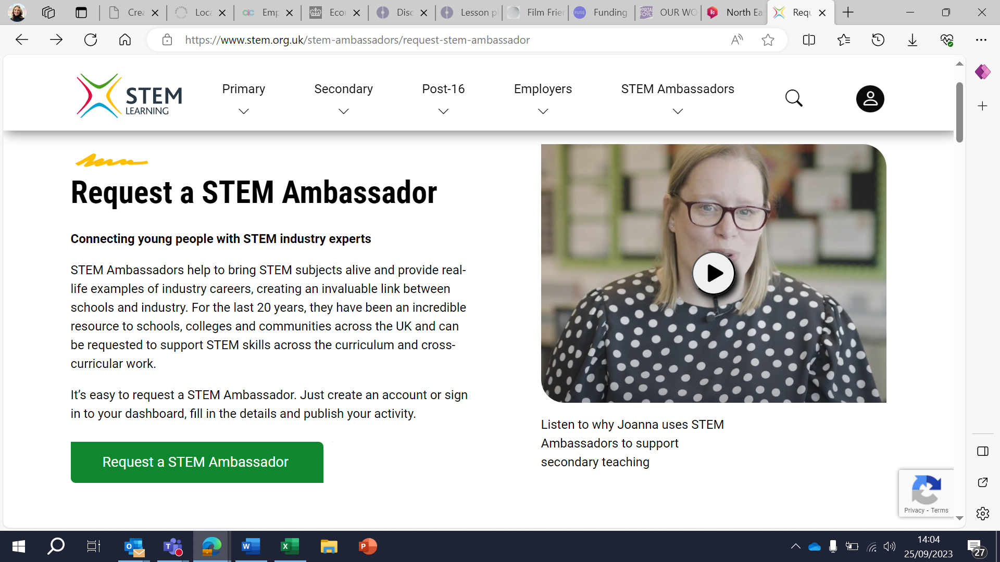 Crea
Loca
Emp
Ecor
Disc
Lesson pl
Film Frien
Funding
OUR WO
North Ea
Requ
https://www.stem.org.uk/stem-ambassadors/request-stem-ambassador
STEM
LEARNING
Primary
Secondary
Post-16
Employers
STEM Ambassadors
Request a STEM Ambassador
Connecting young people with STEM industry experts
STEM Ambassadors help to bring STEM subjects alive and provide real-
life examples of industry careers, creating an invaluable link between
schools and industry. For the last 20 years, they have been an incredible
resource to schools, colleges and communities across the UK and can
be requested to support STEM skills across the curriculum and cross-
curricular work.
It’s easy to request a STEM Ambassador. Just create an account or sign
in to your dashboard, fill in the details and publish your activity.
Request a STEM Ambassador
Listen to why Joanna uses STEM
Ambassadors to support
secondary teaching
Privacy - Terms
14:04
25/09/2023
27